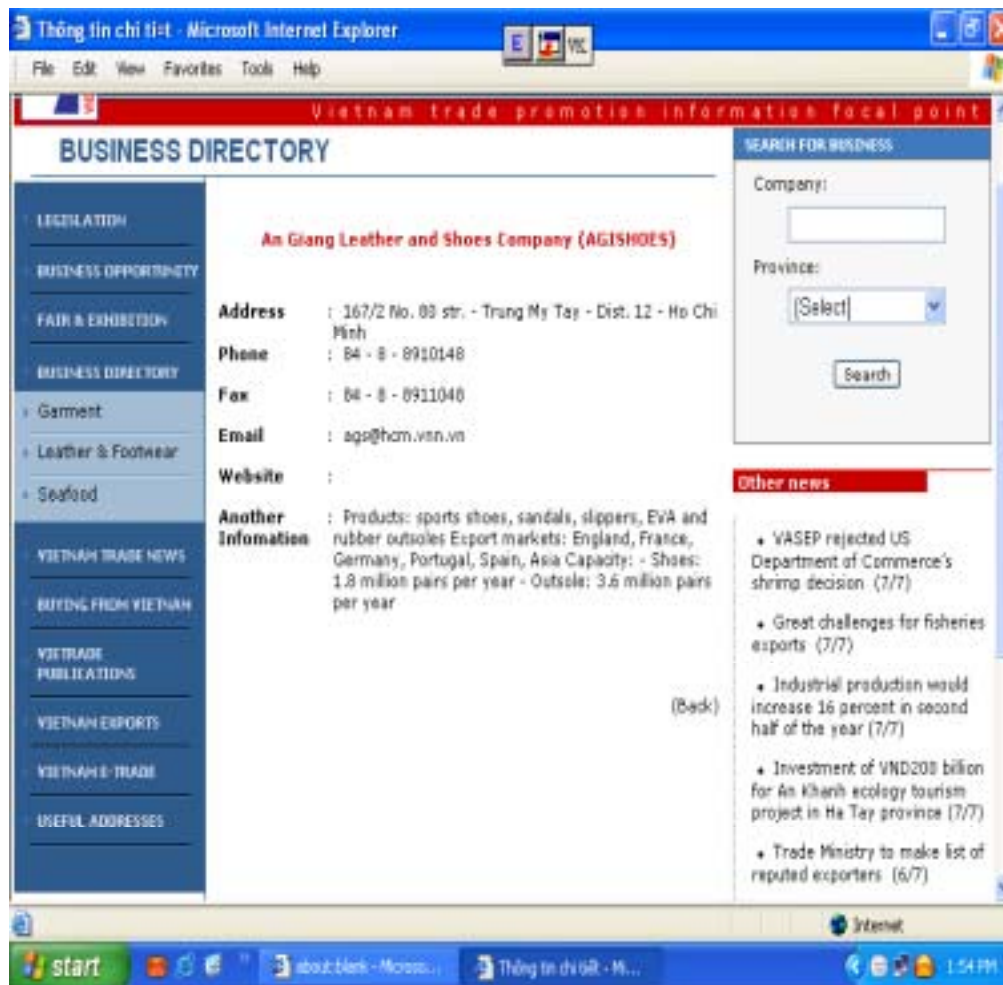 Thông tin chi ti=t - Microsoft Internet Explorer
E
VK
File Edit View Favorites Tools Help
Vietnam trade promotion information focal point
BUSINESS DIRECTORY
LEGISLATION
BUSINESS OPPORTUNITY
FAIR & EXHIBITION
BUSINESS DIRECTORY
Garment
Leather & Footwear
Seafood
VIETNAM TRADE NEWS
BUYING FROM VIETNAM
VIETRADE
PUBLICATIONS
VIETNAM EXPORTS
VIETNAM E-TRADE
USEFUL ADDRESSES
An Giang Leather and Shoes Company (AGISHOES)
Address : 167/2 No. 80 str. - Trung My Tay - Dist. 12 - Ho Chi
Minh
Phone : 84 - 8 - 8910148
Fax : 84 - 8 - 8911048
Email : ags@hcm.vnn.vn
Website :
Another : Products: sports shoes, sandals, slippers, EVA and
Infomation rubber outsoles Export markets: England, France,
Germany, Portugal, Spain, Asia Capacity: - Shoes:
1.8 million pairs per year - Outsole: 3.6 million pairs
per year
(Back)
SEARCH FOR BUSINESS
Company:
Province:
[Select]
Search
Other news
• VASEP rejected US
Department of Commerce's
shrimp decision (7/7)
• Great challenges for fisheries
exports (7/7)
• Industrial production would
increase 16 percent in second
half of the year (7/7)
• Investment of VND200 billion
for An Khanh ecology tourism
project in Ha Tay province (7/7)
• Trade Ministry to make list of
reputed exporters (6/7)
Internet
start
about:blank - Microso...
Thông tin chi tiết - Mi...
1:54 PM